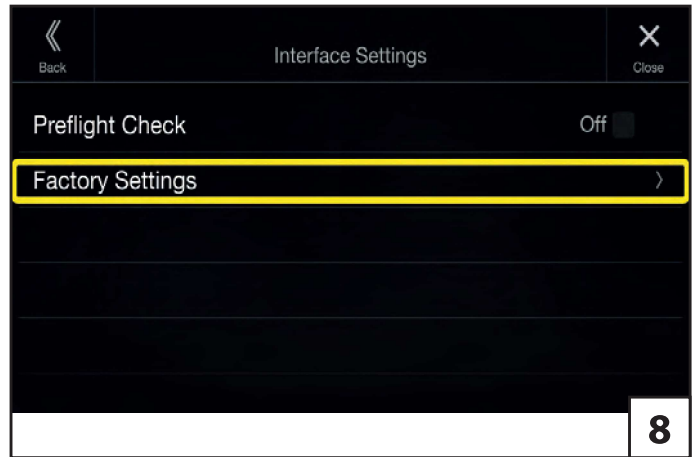 Back
Interface Settings
Close
Preflight Check Off
Factory Settings
8